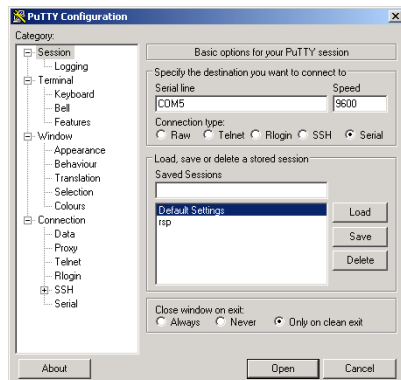 PuTTY Configuration
Category:
Session
Logging
Terminal
Keyboard
Bell
Features
Window
Appearance
Behaviour
Translation
Selection
Colours
Connection
Data
Proxy
Telnet
Rlogin
SSH
Serial
Basic options for your PuTTY session
Specify the destination you want to connect to
Serial line Speed
COM5 9600
Connection type:
Raw Telnet Rlogin SSH Serial
Load, save or delete a stored session
Saved Sessions
Default Settings
rsp
Load
Save
Delete
Close window on exit:
Always Never Only on clean exit
About Open Cancel